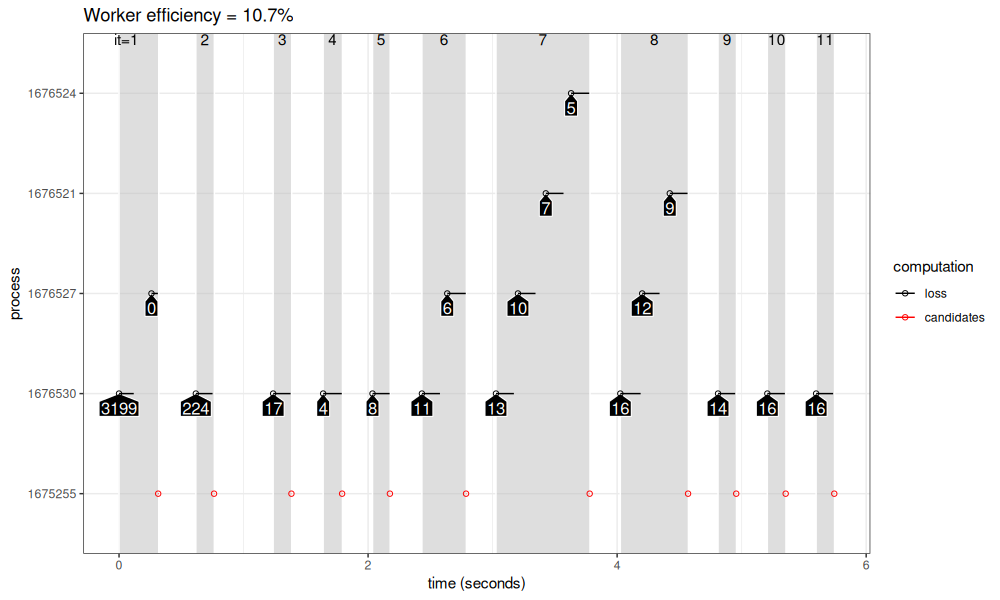 Worker efficiency = 10.7%
it=1 2 3 4 5 6 7 8 9 10 11
1676524
5
1676521
7 9
1676527
0 6 10 12
1676530
3199 224 17 4 8 11 13 16 14 16 16
1675255
0 2 4 6
time (seconds)
process
computation
loss
candidates